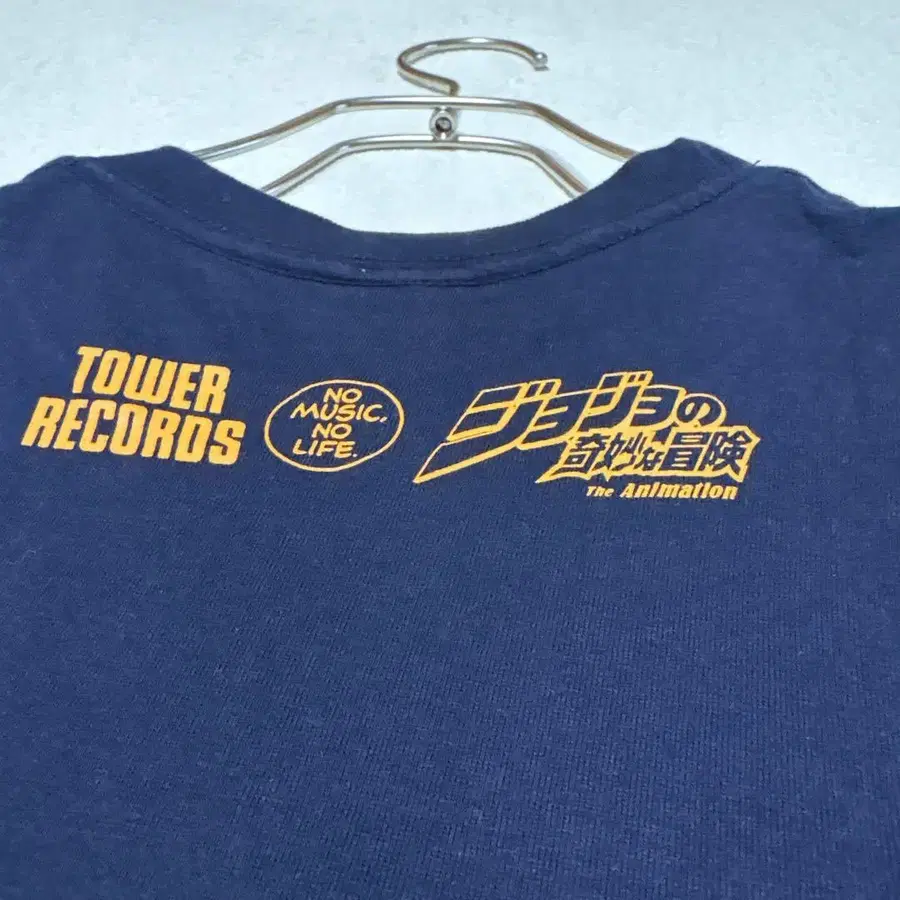 TOWER
RECORDS
NO
MUSIC.
NO
LIFE.
ジョジョの
奇妙な冒険
The Animation